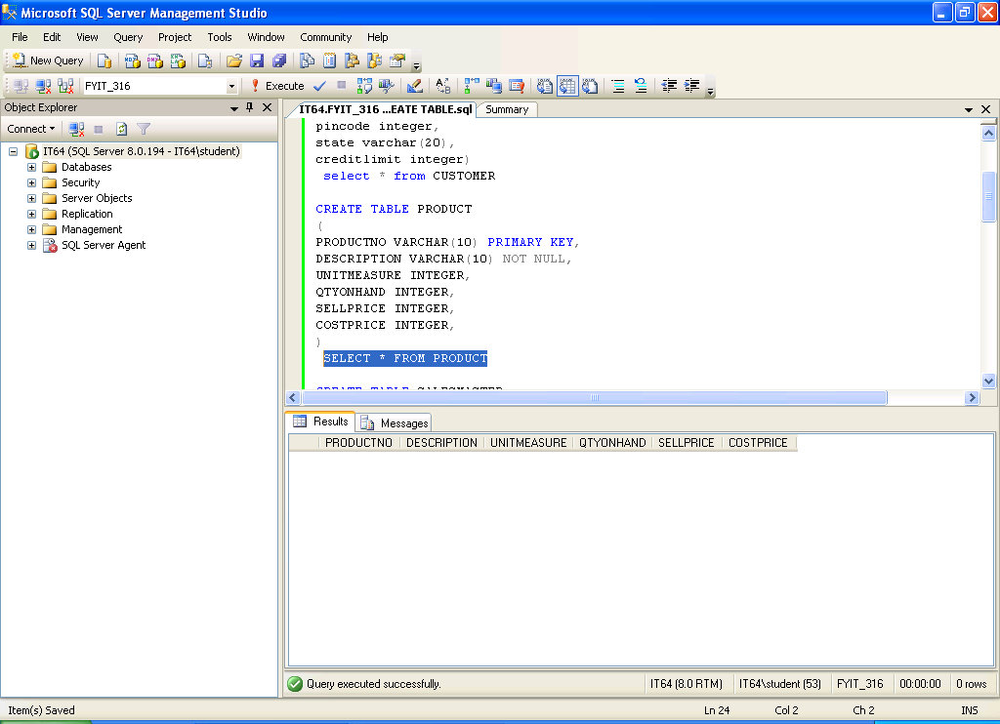 Microsoft SQL Server Management Studio
File Edit View Query Project Tools Window Community Help
New Query
FYIT_316 Execute
Object Explorer
Connect
IT64 (SQL Server 8.0.194 - IT64\student)
Databases
Security
Server Objects
Replication
Management
SQL Server Agent
IT64.FYIT_316 ...EATE TABLE.sql Summary
pincode integer,
state varchar(20),
creditlimit integer)
select * from CUSTOMER
CREATE TABLE PRODUCT
(
PRODUCTNO VARCHAR(10) PRIMARY KEY,
DESCRIPTION VARCHAR(10) NOT NULL,
UNITMEASURE INTEGER,
QTYONHAND INTEGER,
SELLPRICE INTEGER,
COSTPRICE INTEGER,
)
SELECT * FROM PRODUCT
CREATE TABLE SALESMASTER
Results Messages
PRODUCTNO DESCRIPTION UNITMEASURE QTYONHAND SELLPRICE COSTPRICE
Query executed successfully. IT64 (8.0 RTM) IT64\student (53) FYIT_316 00:00:00 0 rows
Item(s) Saved Ln 24 Col 2 Ch 2 INS